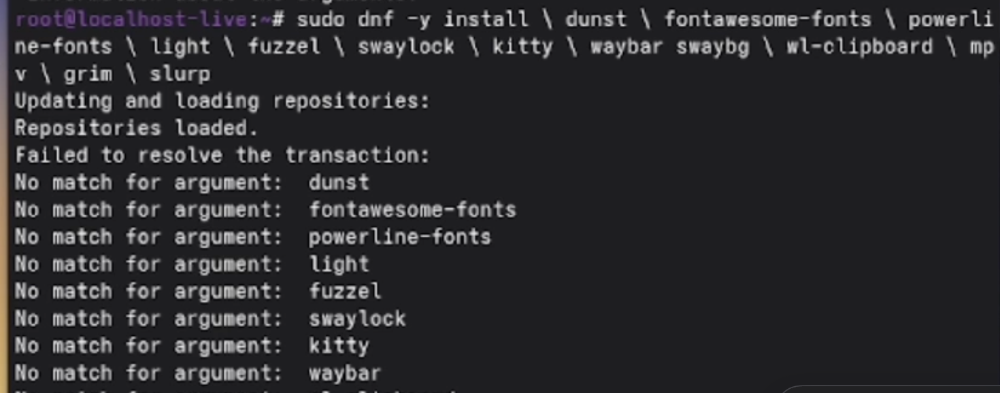 root@localhost-live:~# sudo dnf -y install \ dunst \ fontawesome-fonts \ powerli
ne-fonts \ light \ fuzzel \ swaylock \ kitty \ waybar swaybg \ wl-clipboard \ mp
v \ grim \ slurp
Updating and loading repositories:
Repositories loaded.
Failed to resolve the transaction:
No match for argument:  dunst
No match for argument:  fontawesome-fonts
No match for argument:  powerline-fonts
No match for argument:  light
No match for argument:  fuzzel
No match for argument:  swaylock
No match for argument:  kitty
No match for argument:  waybar